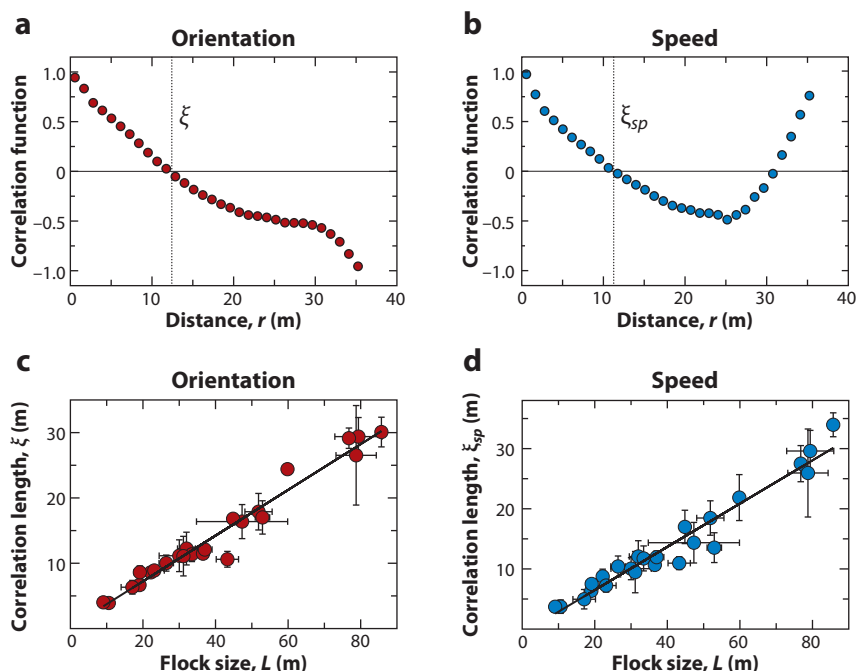 a
Orientation
Correlation function
1.0
0.5
0
−0.5
−1.0
ξ
0
10
20
30
40
Distance, r (m)
b
Speed
Correlation function
1.0
0.5
0
−0.5
−1.0
ξsp
0
10
20
30
40
Distance, r (m)
c
Orientation
Correlation length, ξ (m)
30
20
10
0
20
40
60
80
Flock size, L (m)
d
Speed
Correlation length, ξsp (m)
30
20
10
0
20
40
60
80
Flock size, L (m)